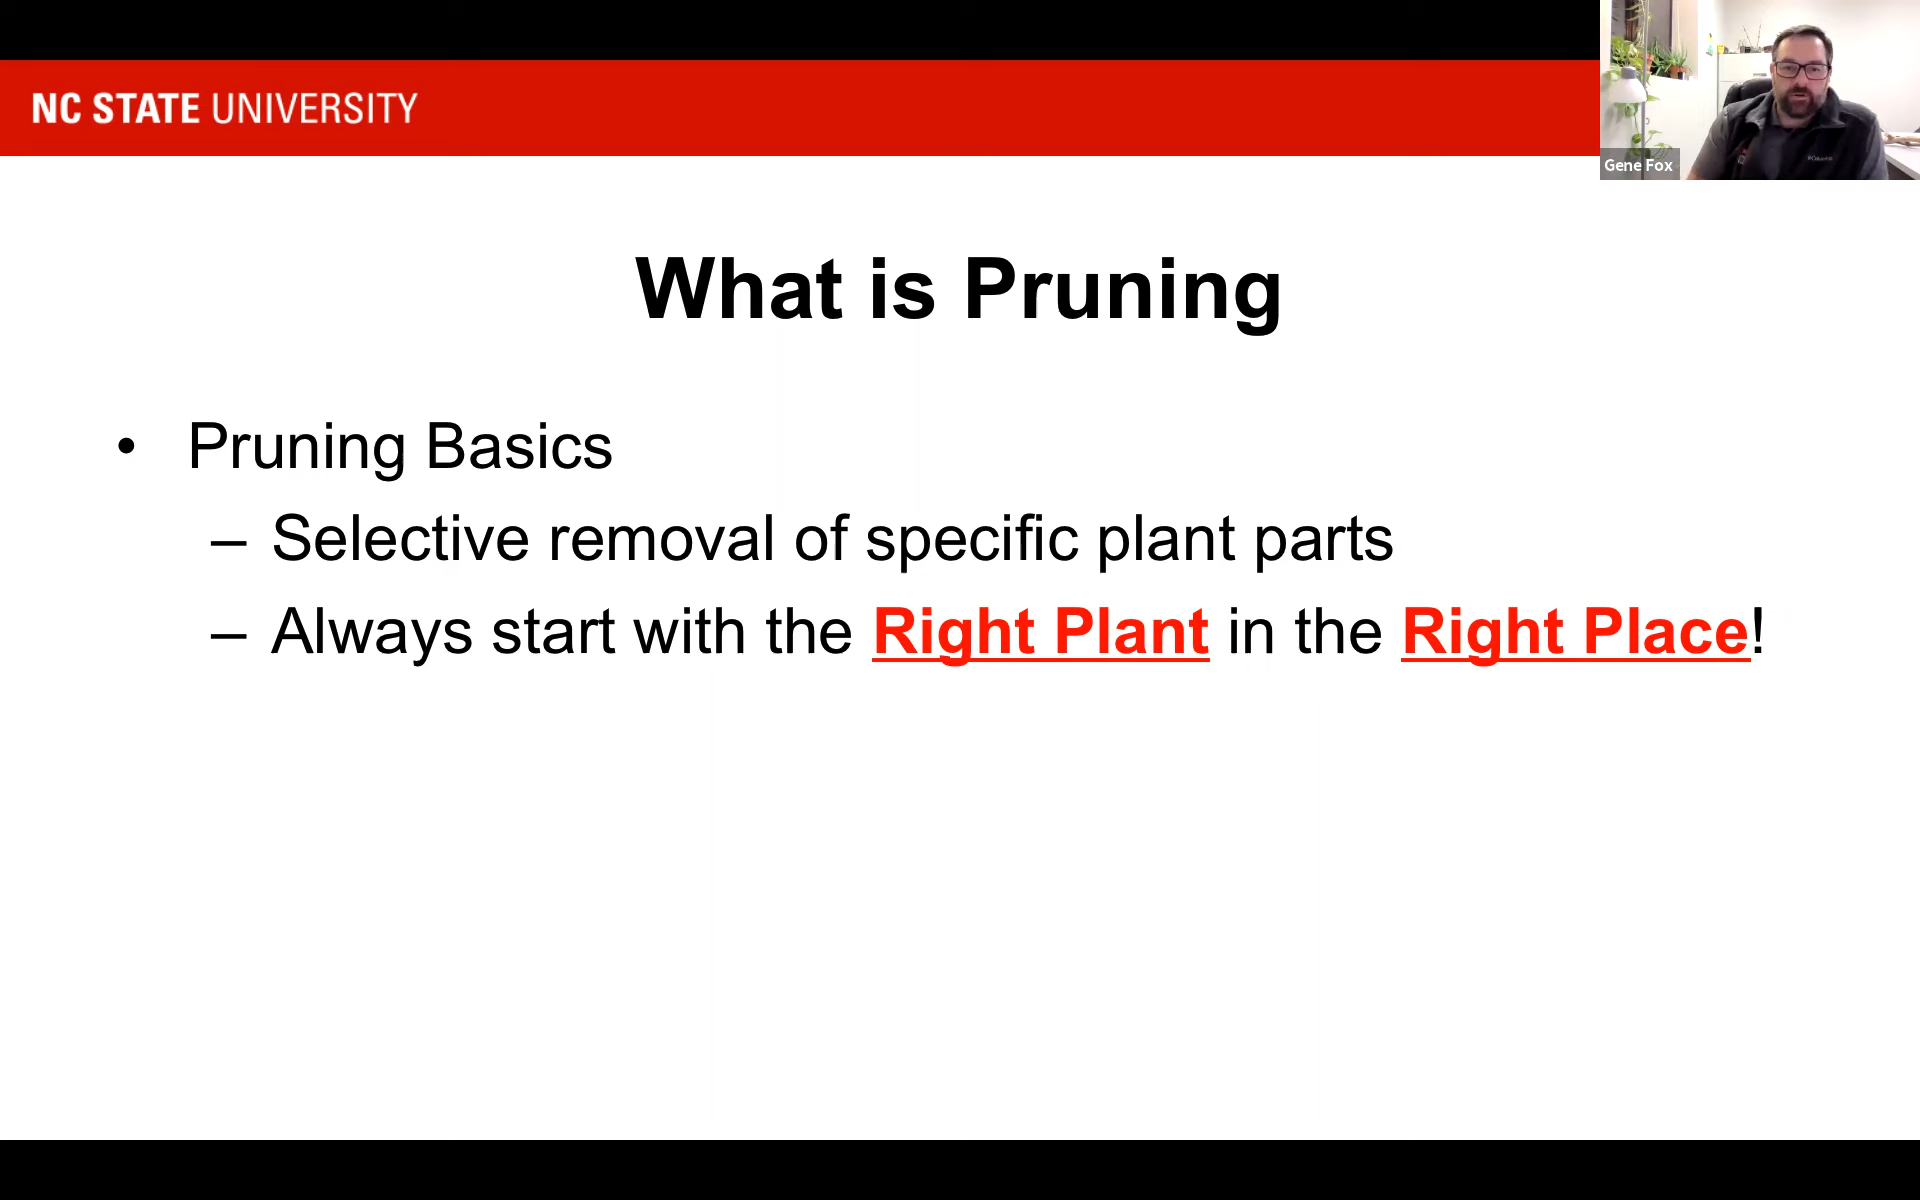 NC STATE UNIVERSITY
Gene Fox
Columbia
What is Pruning
• Pruning Basics
– Selective removal of specific plant parts
– Always start with the Right Plant in the Right Place!